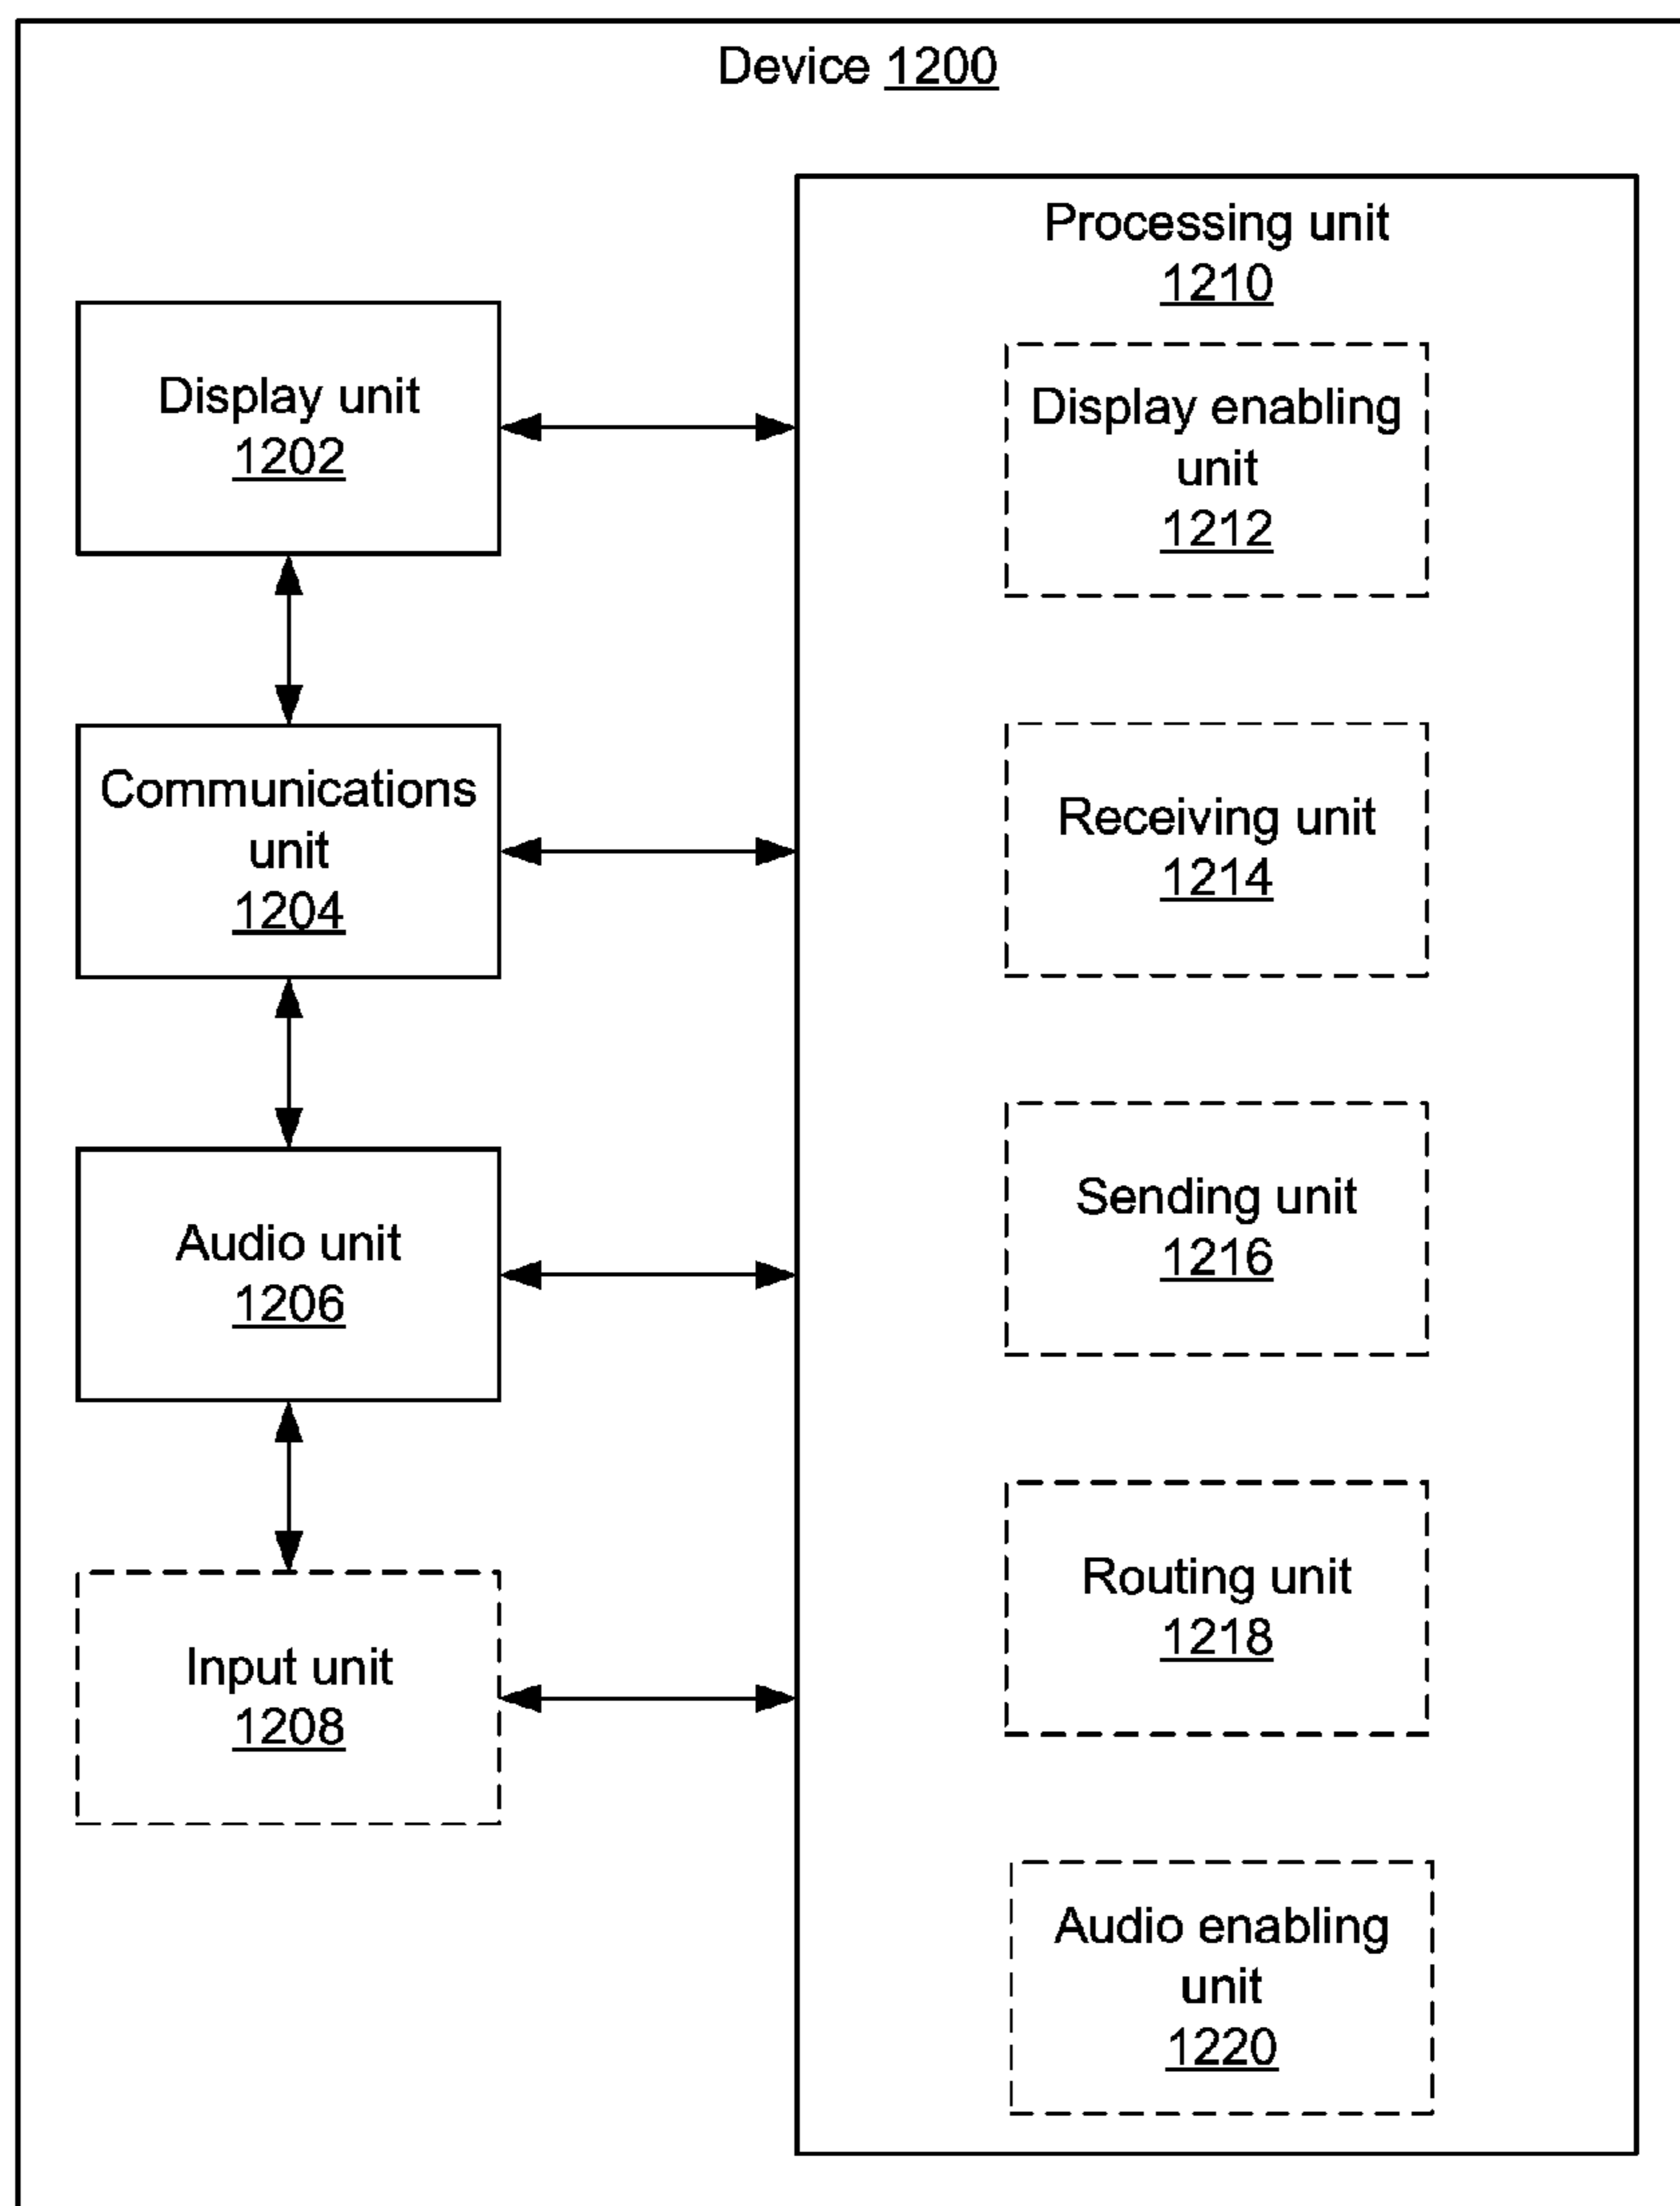 Device 1200
Processing unit
1210
Display unit
1202
Display enabling
unit
1212
Communications
unit
1204
Receiving unit
1214
Audio unit
1206
Sending unit
1216
Input unit
1208
Routing unit
1218
Audio enabling
unit
1220